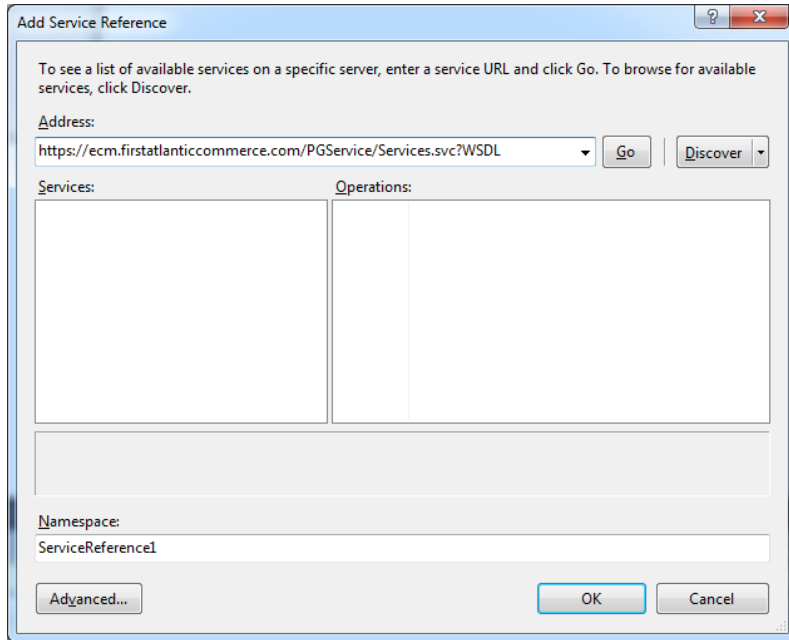 Add Service Reference
To see a list of available services on a specific server, enter a service URL and click Go. To browse for available
services, click Discover.
Address:
https://ecm.firstatlanticcommerce.com/PGService/Services.svc?WSDL
Go
Discover
Services:
Operations:
Namespace:
ServiceReference1
Advanced...
OK
Cancel